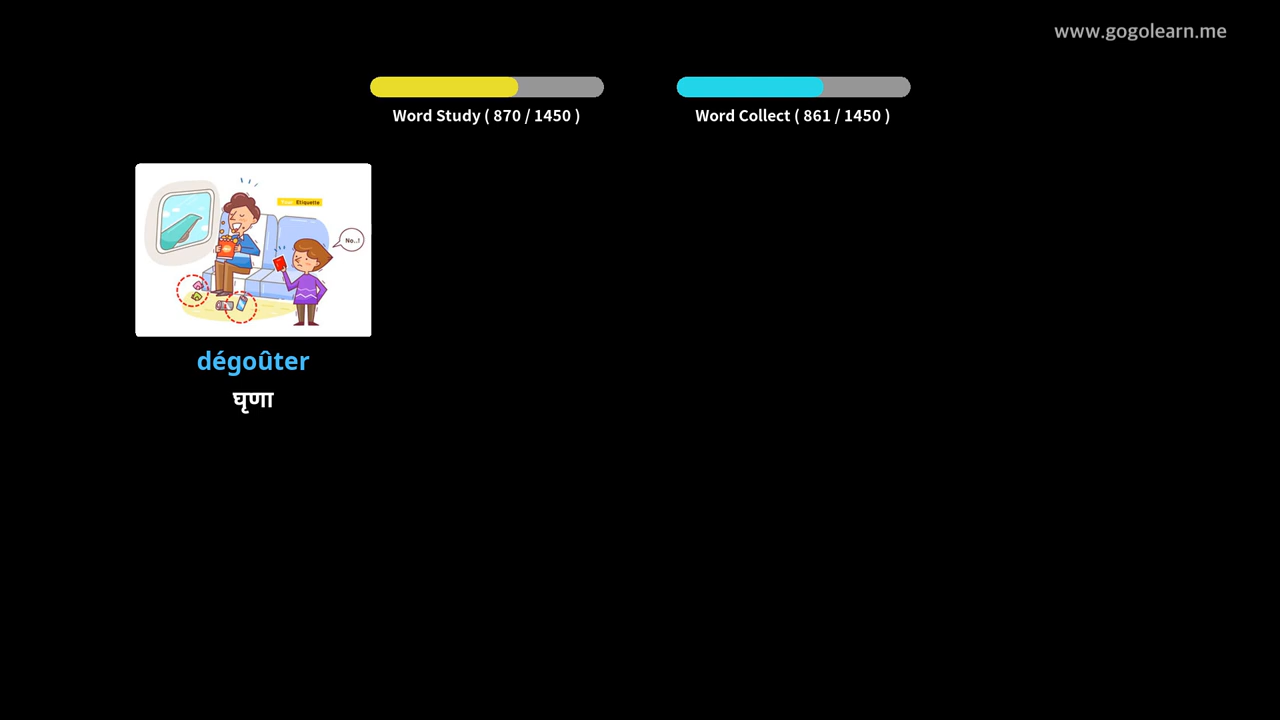 www.gogolearn.me
Word Study ( 870 / 1450 )
Word Collect ( 861 / 1450 )
Etiquette
No..!
dégoûter
घृणा